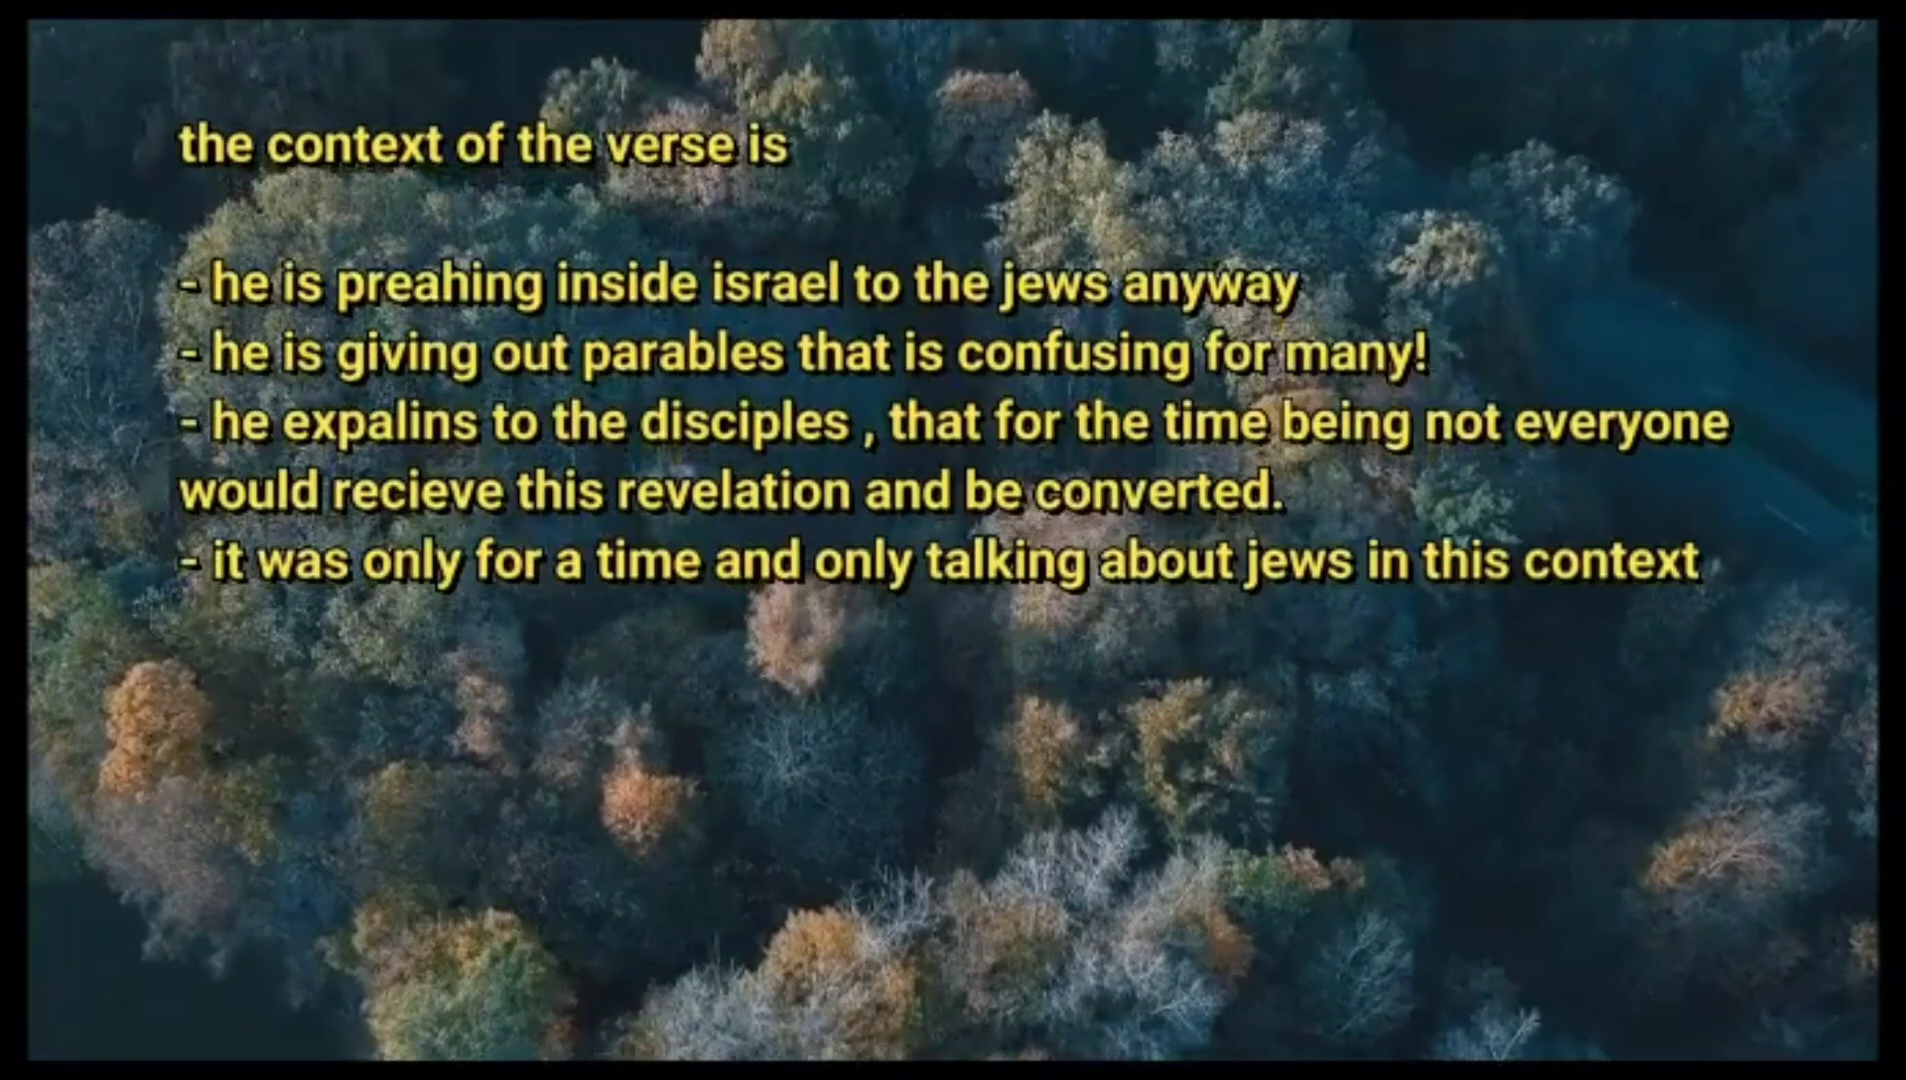 the context of the verse is
- he is preahing inside israel to the jews anyway
- he is giving out parables that is confusing for many!
- he expalins to the disciples , that for the time being not everyone
would recieve this revelation and be converted.
- it was only for a time and only talking about jews in this context